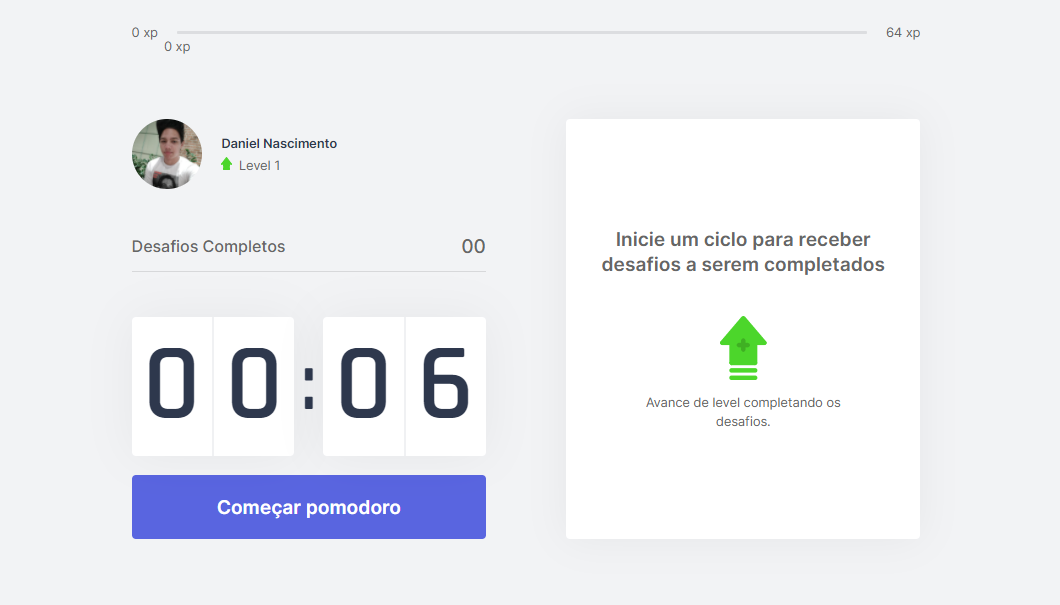 0 xp
0 xp
64 xp
Daniel Nascimento
Level 1
Desafios Completos
00
00:06
Começar pomodoro
Inicie um ciclo para receber
desafios a serem completados
Avance de level completando os
desafios.